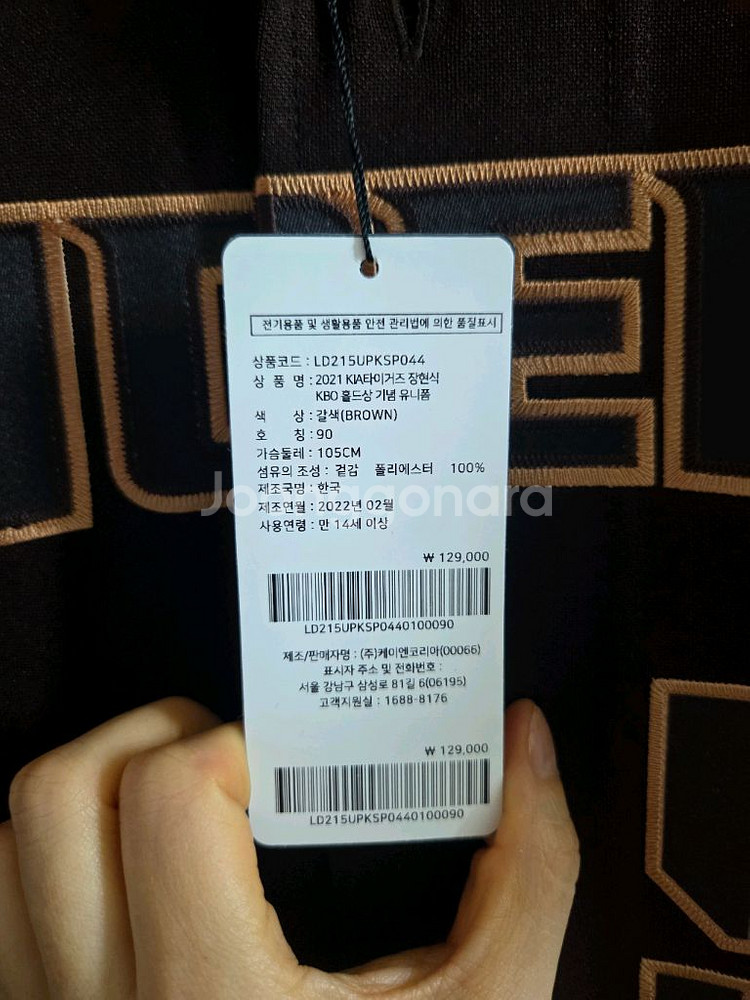 전기용품 및 생활용품 안전 관리법에 의한 품질표시
상품코드 : LD215UPKSP044
상 품 명 : 2021 KIA타이거즈 장현식
KBO 홀드상 기념 유니폼
색 상 : 갈색(BROWN)
호 칭 : 90
가슴둘레 : 105CM
섬유의 조성 : 겉감 폴리에스터 100%
제조국명 : 한국
제조연월 : 2022년 02월
사용연령 : 만 14세 이상
Joonggonara
₩ 129,000
LD215UPKSP0440100090
제조/판매자명 : (주)케이엔코리아(00066)
표시자 주소 및 전화번호 :
서울 강남구 삼성로 81길 6(06195)
고객지원실 : 1688-8176
₩ 129,000
LD215UPKSP0440100090